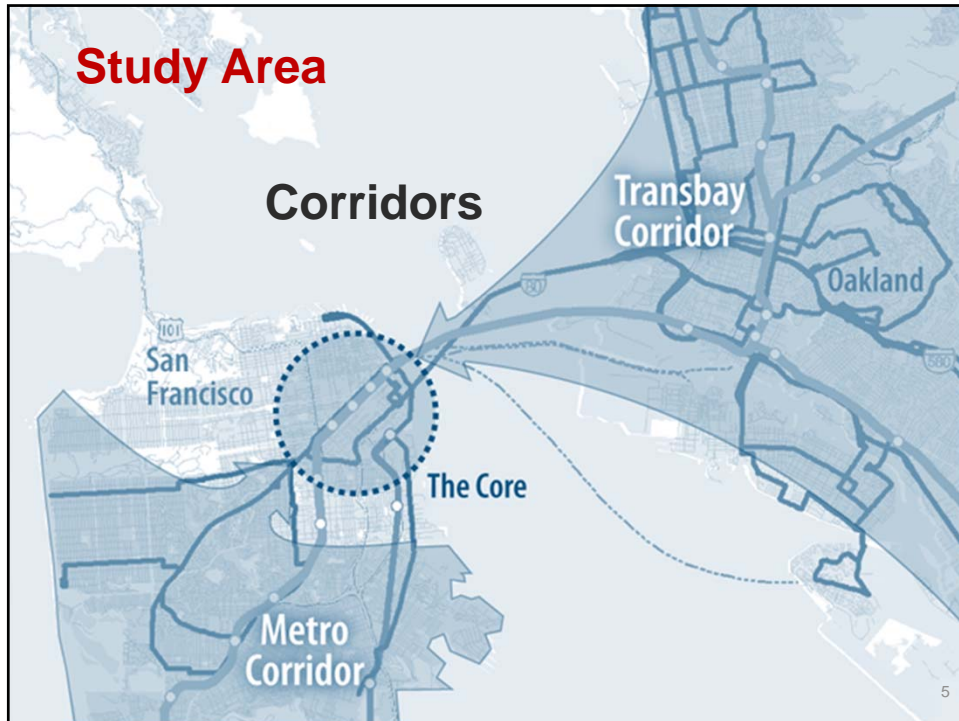 Study Area
Corridors
Transbay
Corridor
Oakland
80
101
San
Francisco
580
The Core
Metro
Corridor
5